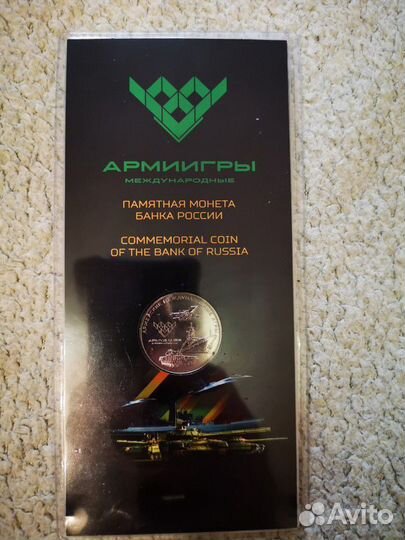 АРМИИГРЫ
МЕЖДУНАРОДНЫЕ
ПАМЯТНАЯ МОНЕТА
БАНКА РОССИИ
COMMEMORIAL COIN
OF THE BANK OF RUSSIA
Avito